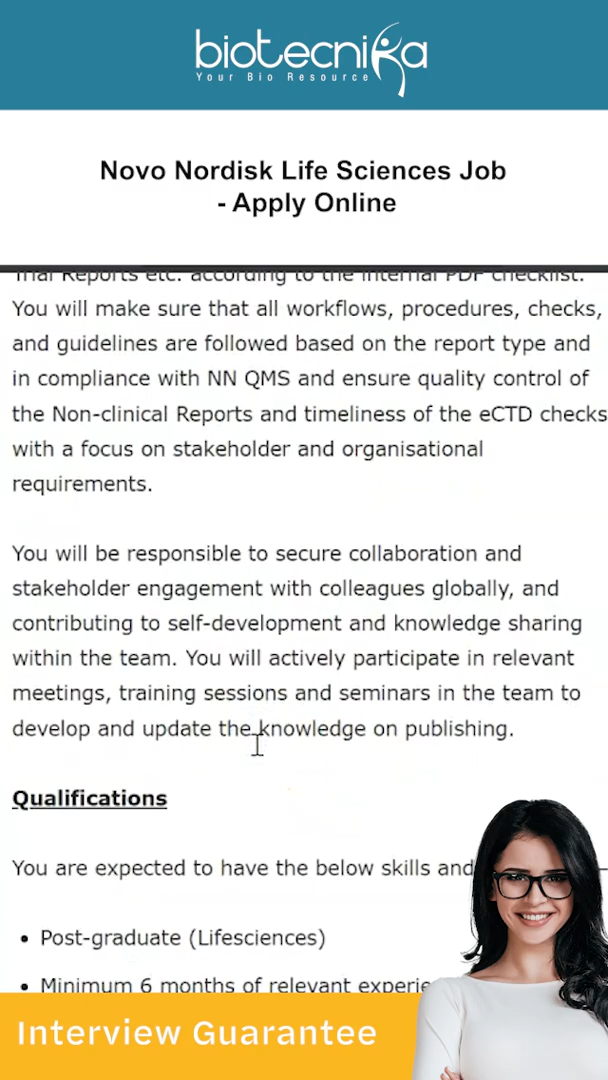 biotecnika
Your Bio Resource
Novo Nordisk Life Sciences Job
- Apply Online
Trial Reports etc. according to the internal PDF checklist.
You will make sure that all workflows, procedures, checks,
and guidelines are followed based on the report type and
in compliance with NN QMS and ensure quality control of
the Non-clinical Reports and timeliness of the eCTD checks
with a focus on stakeholder and organisational
requirements.
You will be responsible to secure collaboration and
stakeholder engagement with colleagues globally, and
contributing to self-development and knowledge sharing
within the team. You will actively participate in relevant
meetings, training sessions and seminars in the team to
develop and update the knowledge on publishing.
Qualifications
You are expected to have the below skills and
• Post-graduate (Lifesciences)
• Minimum 6 months of relevant
Interview Guarantee